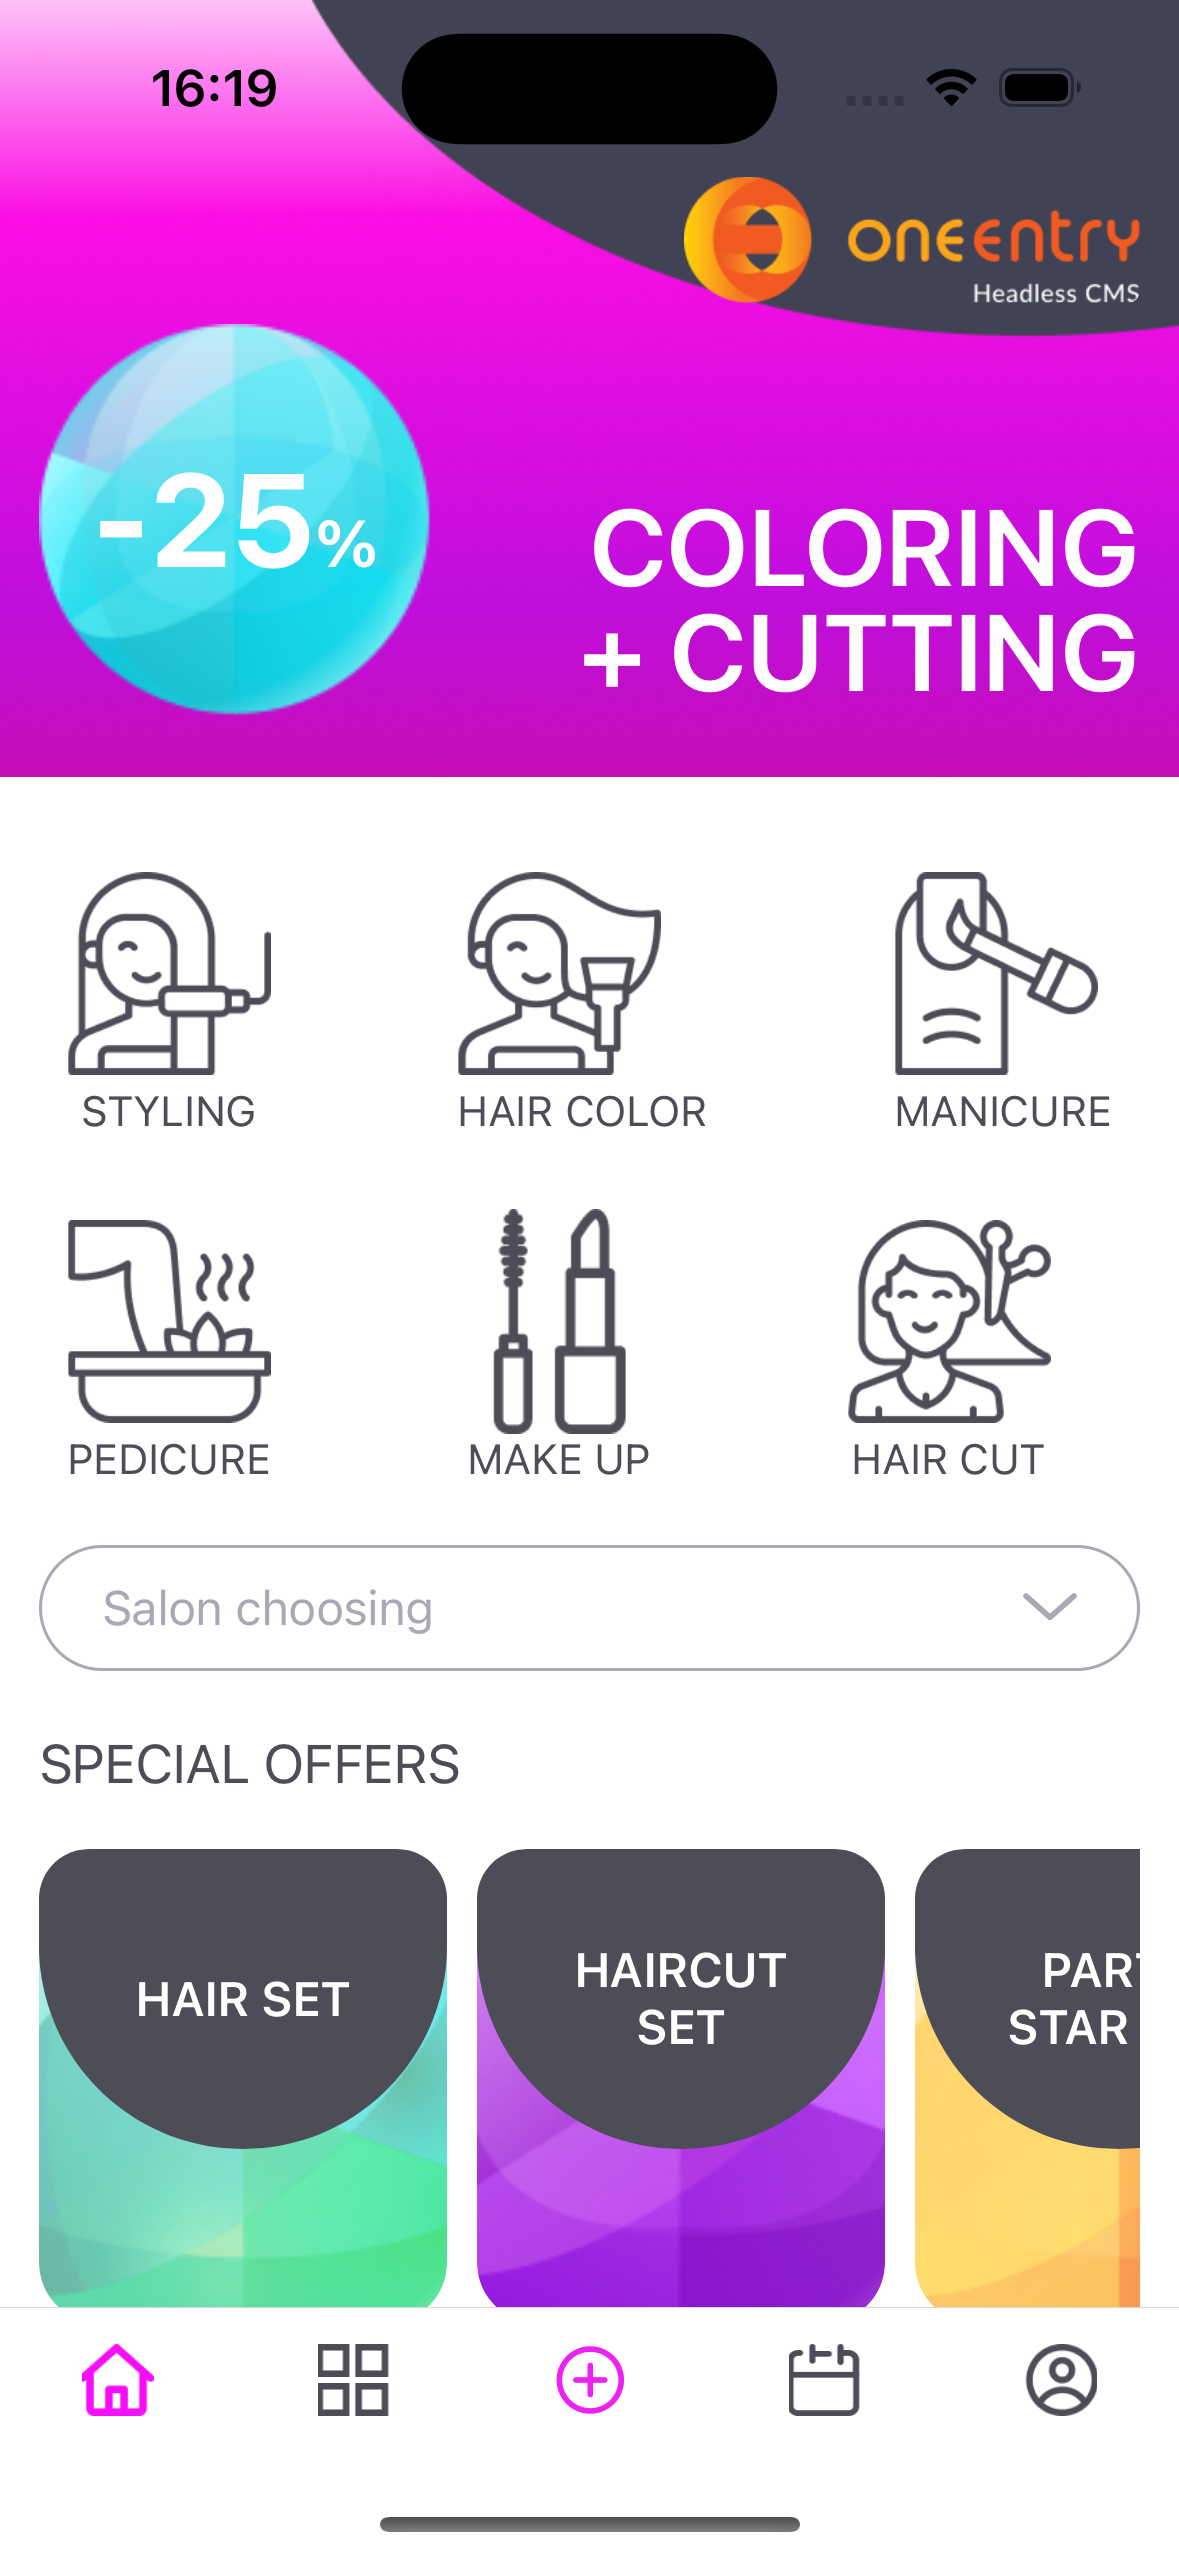 16:19
oneentry
Headless CMS
-25%
COLORING
+ CUTTING
STYLING
HAIR COLOR
MANICURE
PEDICURE
MAKE UP
HAIR CUT
Salon choosing
SPECIAL OFFERS
HAIR SET
HAIRCUT
SET
STAR